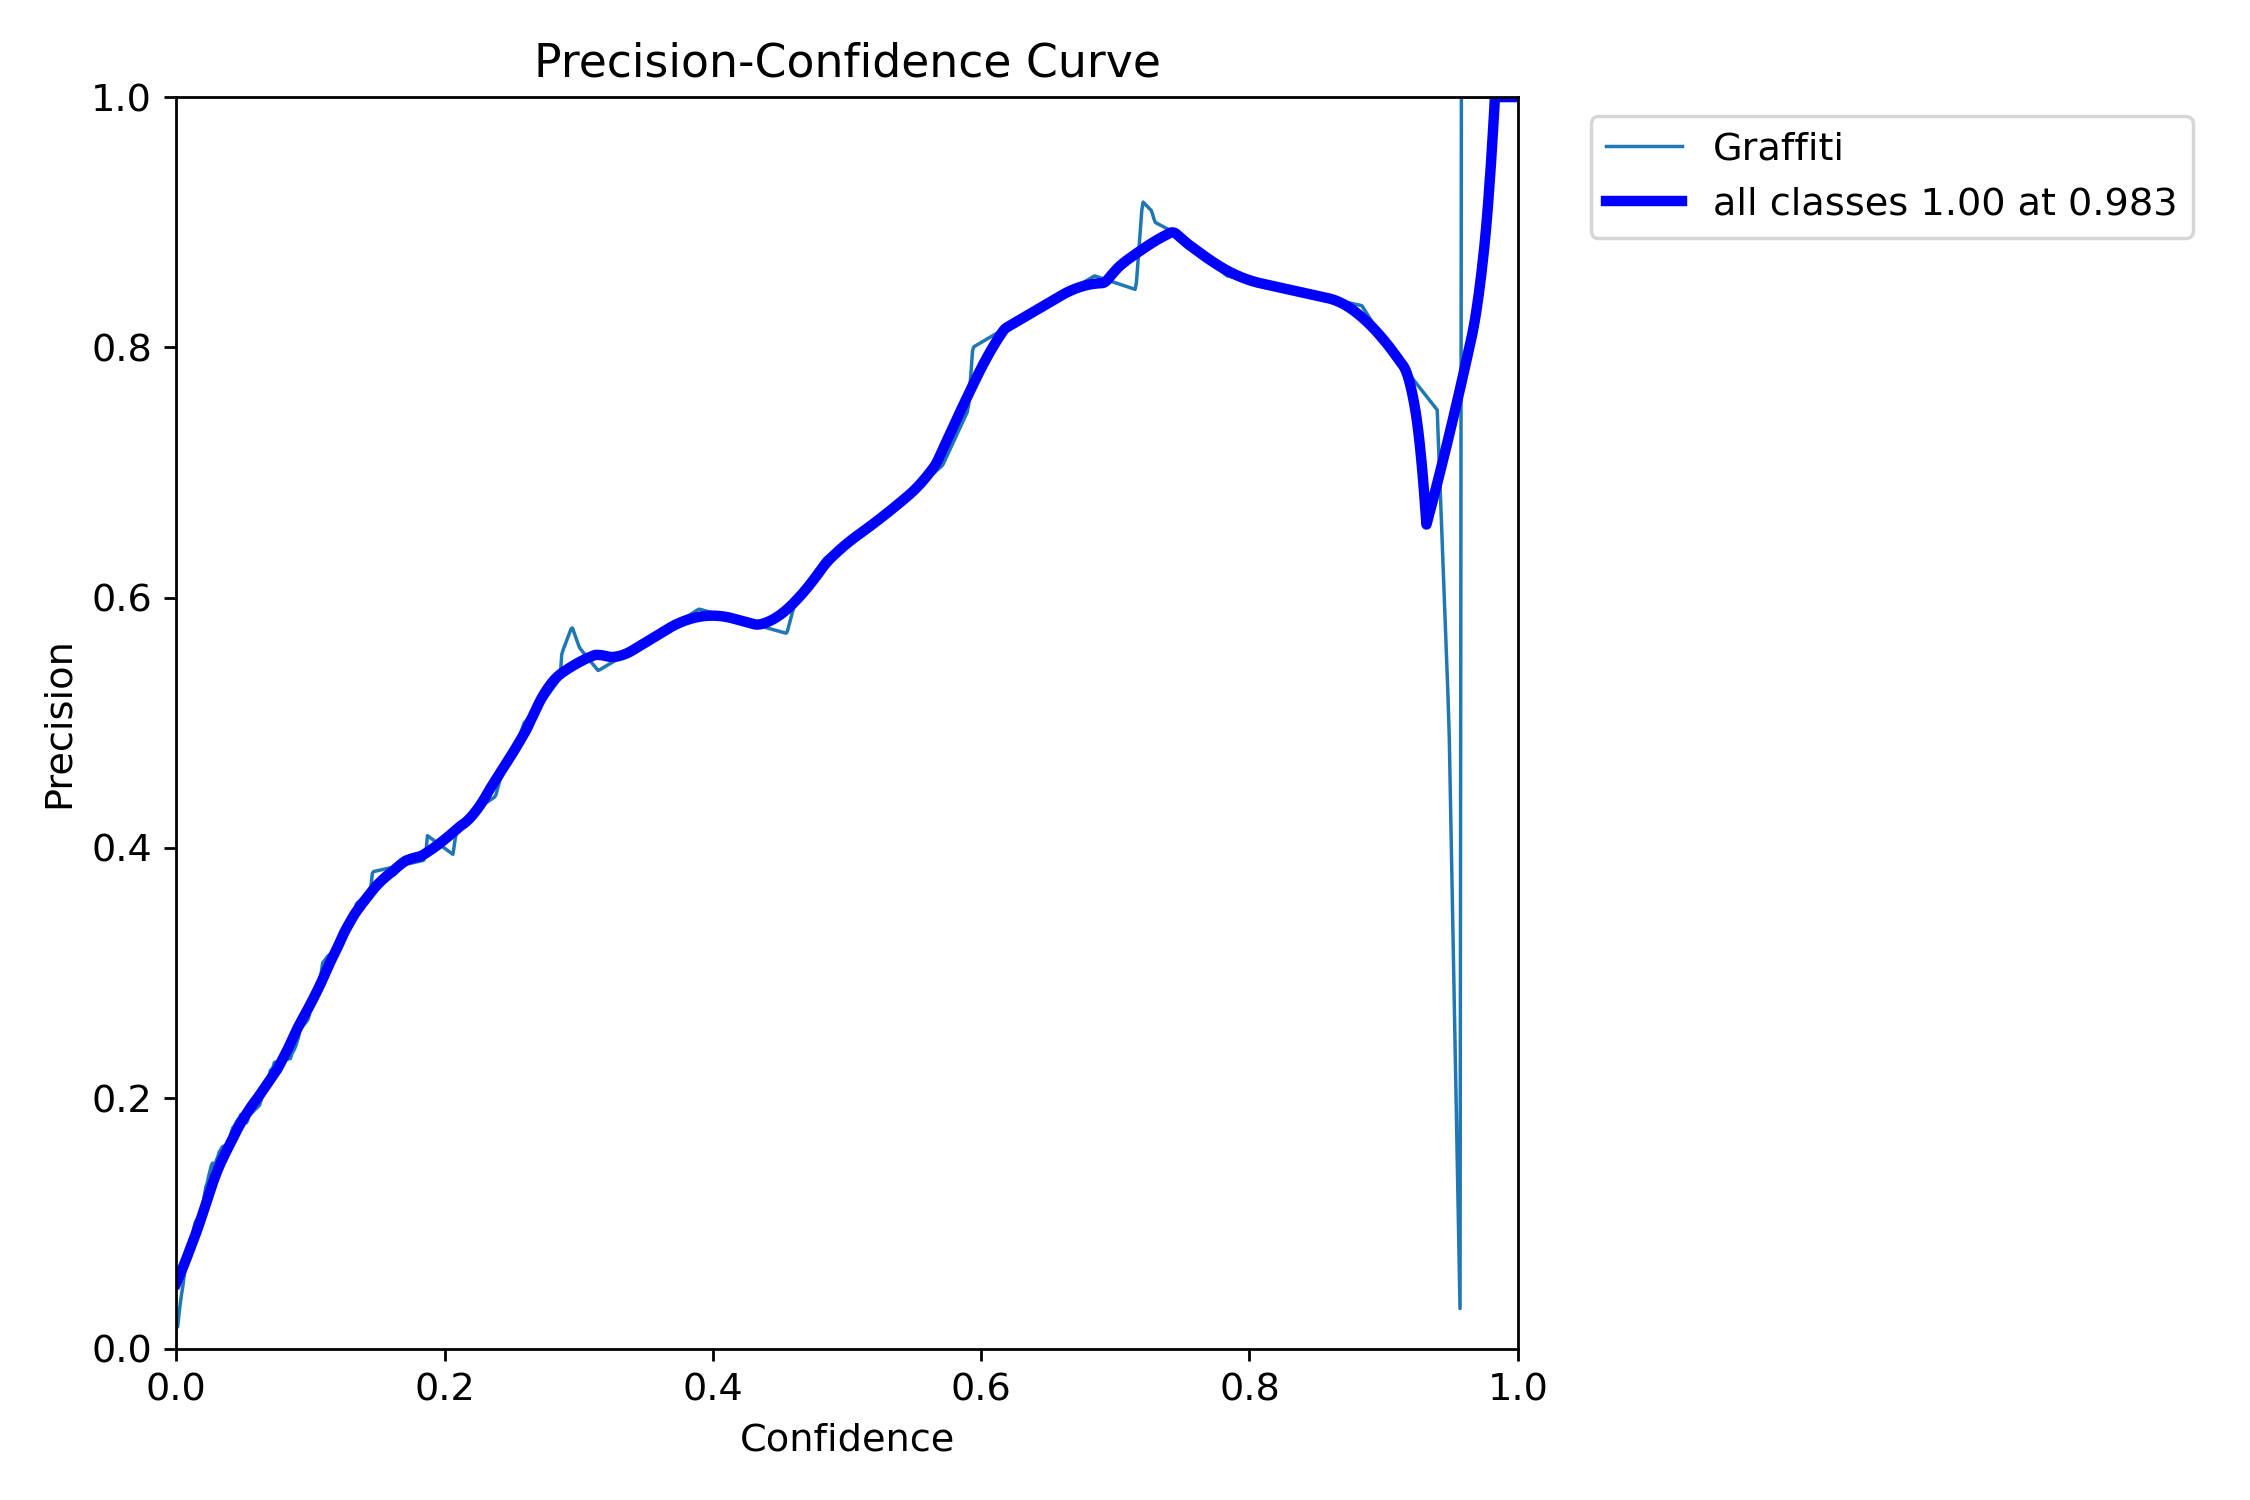 Precision-Confidence Curve
1.0
0.8
0.6
0.4
0.2
0.0
Precision
0.0 0.2 0.4 0.6 0.8 1.0
Confidence
Graffiti
all classes 1.00 at 0.983